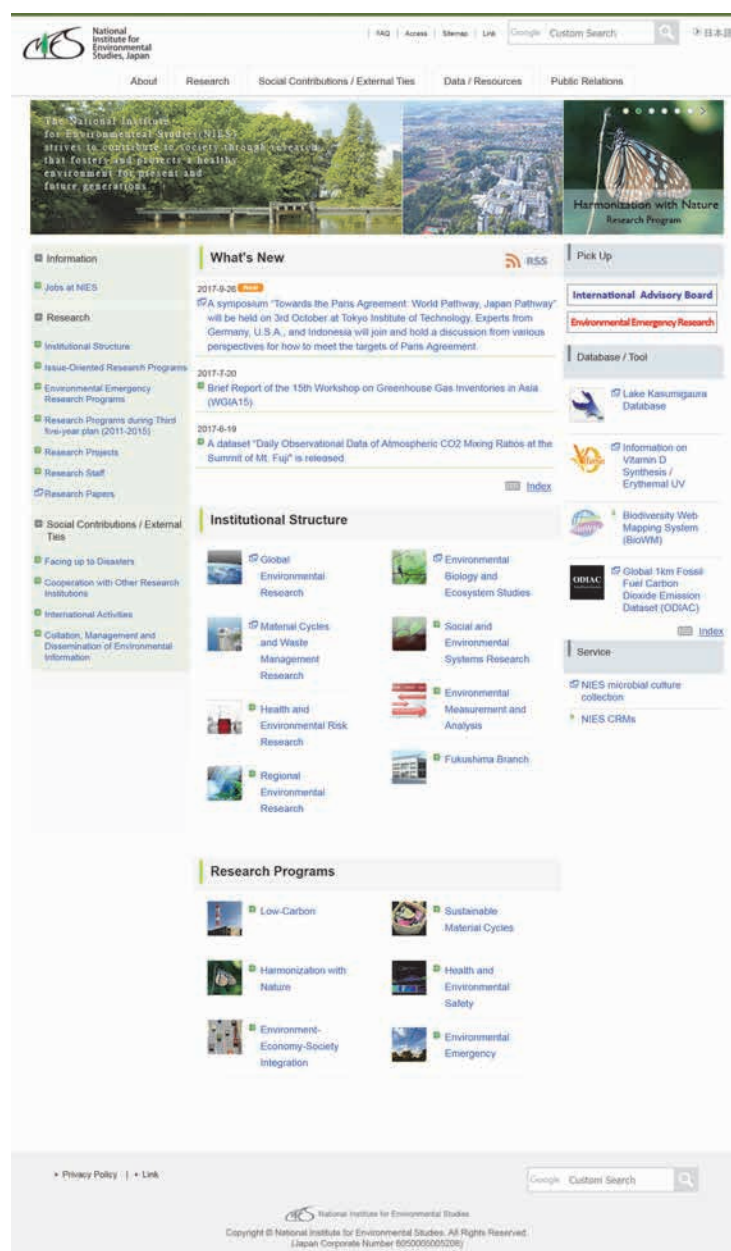 National
Institute for
Environmental
Studies, Japan
FAQ | Access | Sitemap | Link
Google Custom Search
日本語
About
Research
Social Contributions / External Ties
Data / Resources
Public Relations
The National Institute
for Environmenteal Studies(NIES)
strives to contribute to society through research
that fosters and protects a healthy
environment for present and
future generations.
Harmonization with Nature
Research Program
Information
Jobs at NIES
Research
Institutional Structure
Issue-Oriented Research Programs
Environmental Emergency
Research Programs
Research Programs during Third
five-year plan (2011-2015)
Research Projects
Research Staff
Research Papers
Social Contributions / External
Ties
Facing up to Disasters
Cooperation with Other Research
Institutions
International Activities
Collation, Management and
Dissemination of Environmental
Information
What's New
RSS
2017-9-26 New
A symposium "Towards the Paris Agreement: World Pathway, Japan Pathway"
will be held on 3rd October at Tokyo Institute of Technology. Experts from
Germany, U.S.A., and Indonesia will join and hold a discussion from various
perspectives for how to meet the targets of Paris Agreement.
2017-7-20
Brief Report of the 15th Workshop on Greenhouse Gas Inventories in Asia
(WGIA15)
2017-6-19
A dataset "Daily Observational Data of Atmospheric CO2 Mixing Ratios at the
Summit of Mt. Fuji" is released.
Index
Institutional Structure
Global
Environmental
Research
Material Cycles
and Waste
Management
Research
Health and
Environmental Risk
Research
Regional
Environmental
Research
Environmental
Biology and
Ecosystem Studies
Social and
Environmental
Systems Research
Environmental
Measurement and
Analysis
Fukushima Branch
Research Programs
Low-Carbon
Harmonization with
Nature
Environment-
Economy-Society
Integration
Sustainable
Material Cycles
Health and
Environmental
Safety
Environmental
Emergency
Pick Up
International Advisory Board
Environmental Emergency Research
Database / Tool
Lake Kasumigaura
Database
Vitamin
Information on
Vitamin D
Synthesis /
Erythemal UV
BioWM
Biodiversity Web
Mapping System
(BioWM)
ODIAC
Global 1km Fossil
Fuel Carbon
Dioxide Emission
Dataset (ODIAC)
Index
Service
NIES microbial culture
collection
NIES CRMs
Privacy Policy | Link
Google Custom Search
National Institute for Environmental Studies
Copyright © National Institute for Environmental Studies. All Rights Reserved.
(Japan Corporate Number 6050005005208)